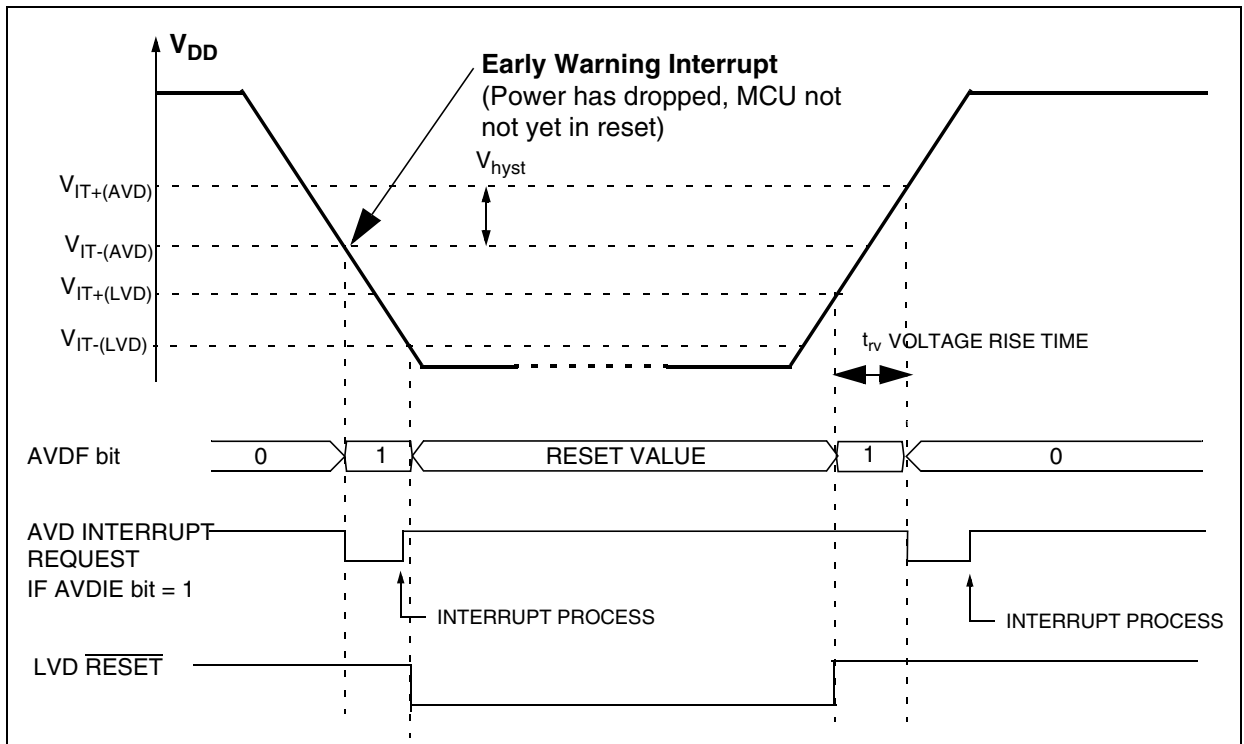 VDD
Early Warning Interrupt
(Power has dropped, MCU not
not yet in reset)
Vhyst
VIT+(AVD)
VIT-(AVD)
VIT+(LVD)
VIT-(LVD)
trv VOLTAGE RISE TIME
AVDF bit
0
1
RESET VALUE
1
0
AVD INTERRUPT
REQUEST
IF AVDIE bit = 1
INTERRUPT PROCESS
INTERRUPT PROCESS
LVD RESET